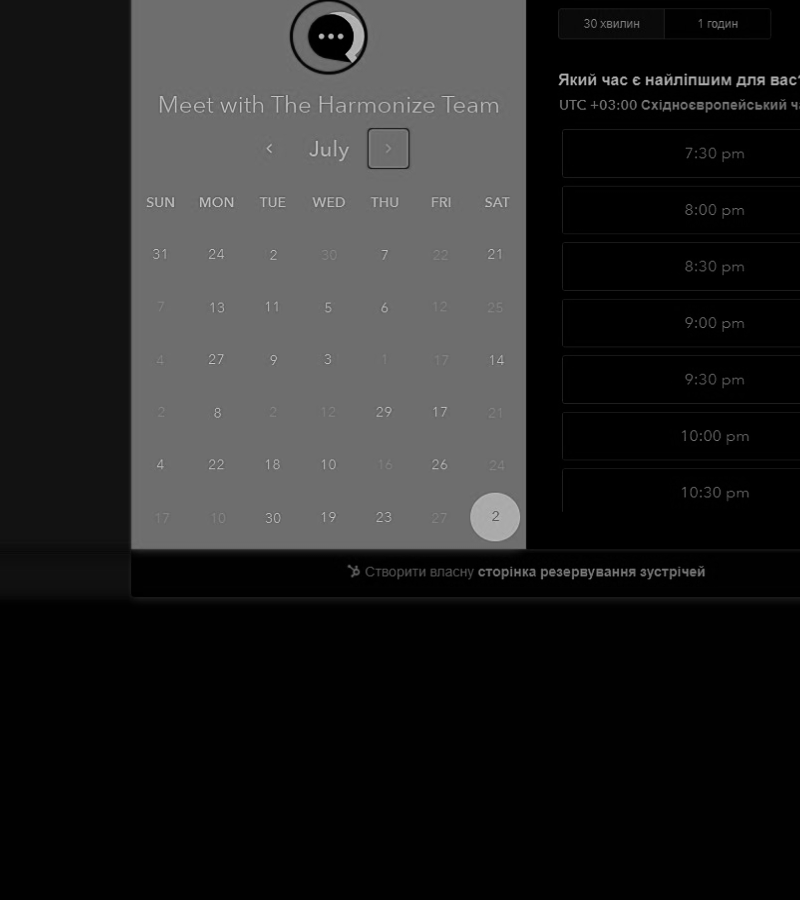 Meet with The Harmonize Team
‹ July ›
SUN MON TUE WED THU FRI SAT
31 24 2 30 7 22 21
7 13 11 5 6 12 25
4 27 9 3 1 17 14
2 8 2 12 29 17 21
4 22 18 10 16 26 24
17 10 30 19 23 27 2
30 хвилин 1 годин
Який час є найліпшим для вас?
UTC +03:00 Східноєвропейський ча
7:30 pm
8:00 pm
8:30 pm
9:00 pm
9:30 pm
10:00 pm
10:30 pm
Створити власну сторінка резервування зустрічей